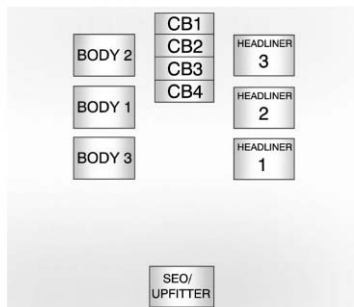 CB1
CB2
CB3
CB4
BODY 2
HEADLINER
3
BODY 1
HEADLINER
2
BODY 3
HEADLINER
1
SEO/
UPFITTER